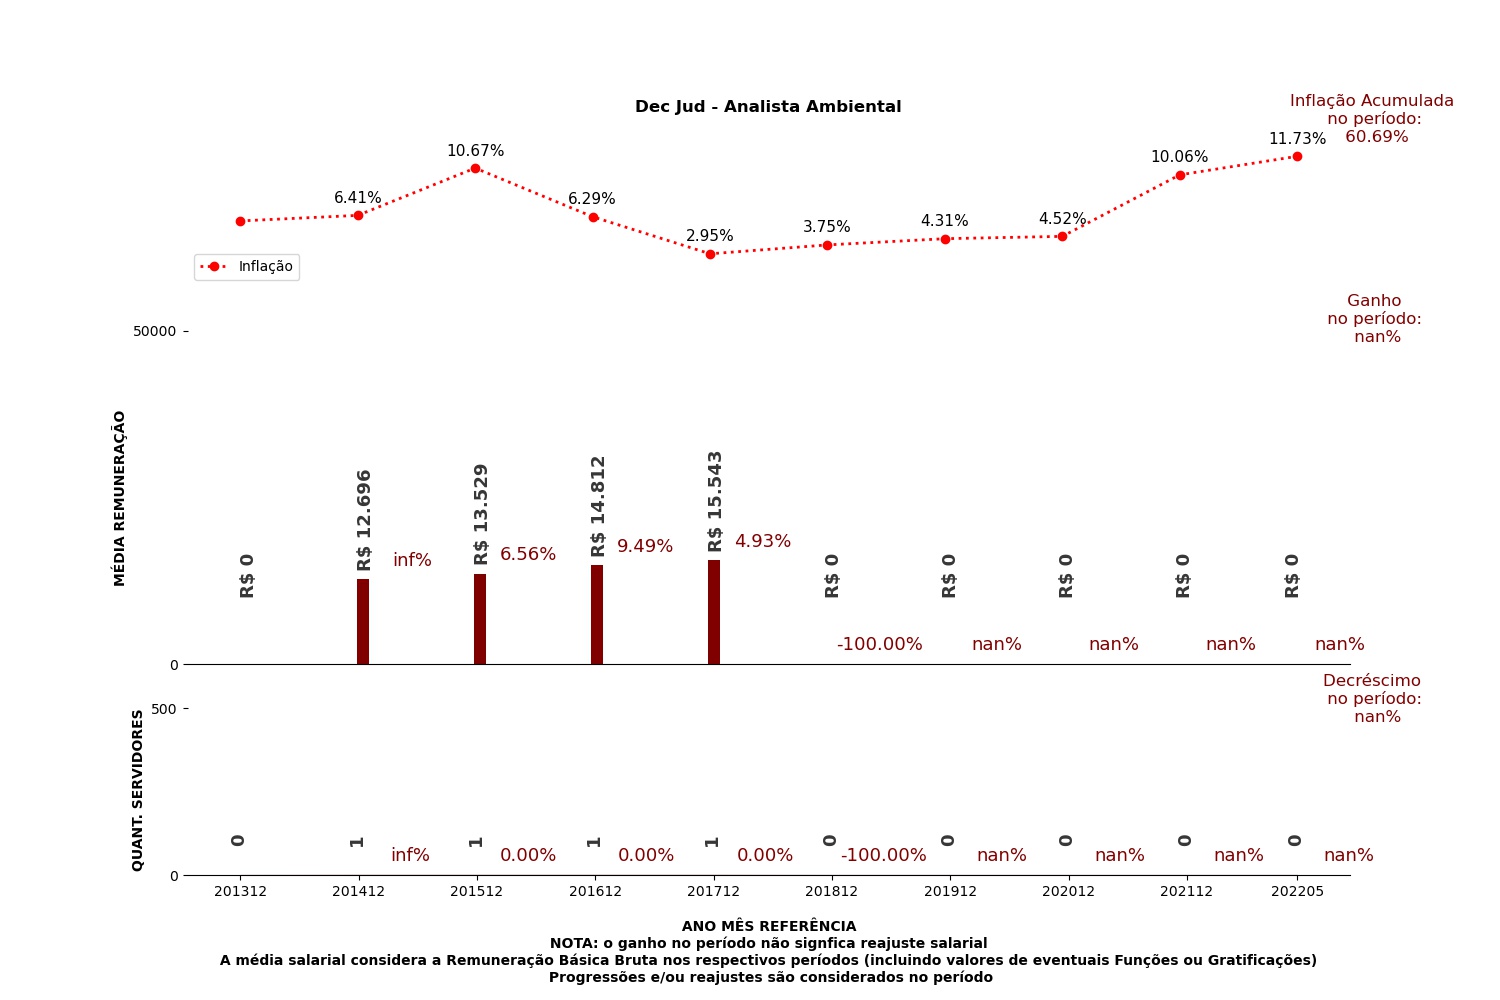 Dec Jud - Analista Ambiental
Inflação Acumulada
no período:
60.69%
6.41%
10.67%
6.29%
2.95%
3.75%
4.31%
4.52%
10.06%
11.73%
Inflação
Ganho
no período:
nan%
50000
0
MÉDIA REMUNERAÇÃO
R$ 0
R$ 12.696
R$ 13.529
R$ 14.812
R$ 15.543
R$ 0
R$ 0
R$ 0
R$ 0
R$ 0
inf%
6.56%
9.49%
4.93%
-100.00%
nan%
nan%
nan%
nan%
Decréscimo
no período:
nan%
500
0
QUANT. SERVIDORES
0
1
1
1
1
0
0
0
0
0
inf%
0.00%
0.00%
0.00%
-100.00%
nan%
nan%
nan%
nan%
201312
201412
201512
201612
201712
201812
201912
202012
202112
202205
ANO MÊS REFERÊNCIA
NOTA: o ganho no período não signfica reajuste salarial
A média salarial considera a Remuneração Básica Bruta nos respectivos períodos (incluindo valores de eventuais Funções ou Gratificações)
Progressões e/ou reajustes são considerados no período